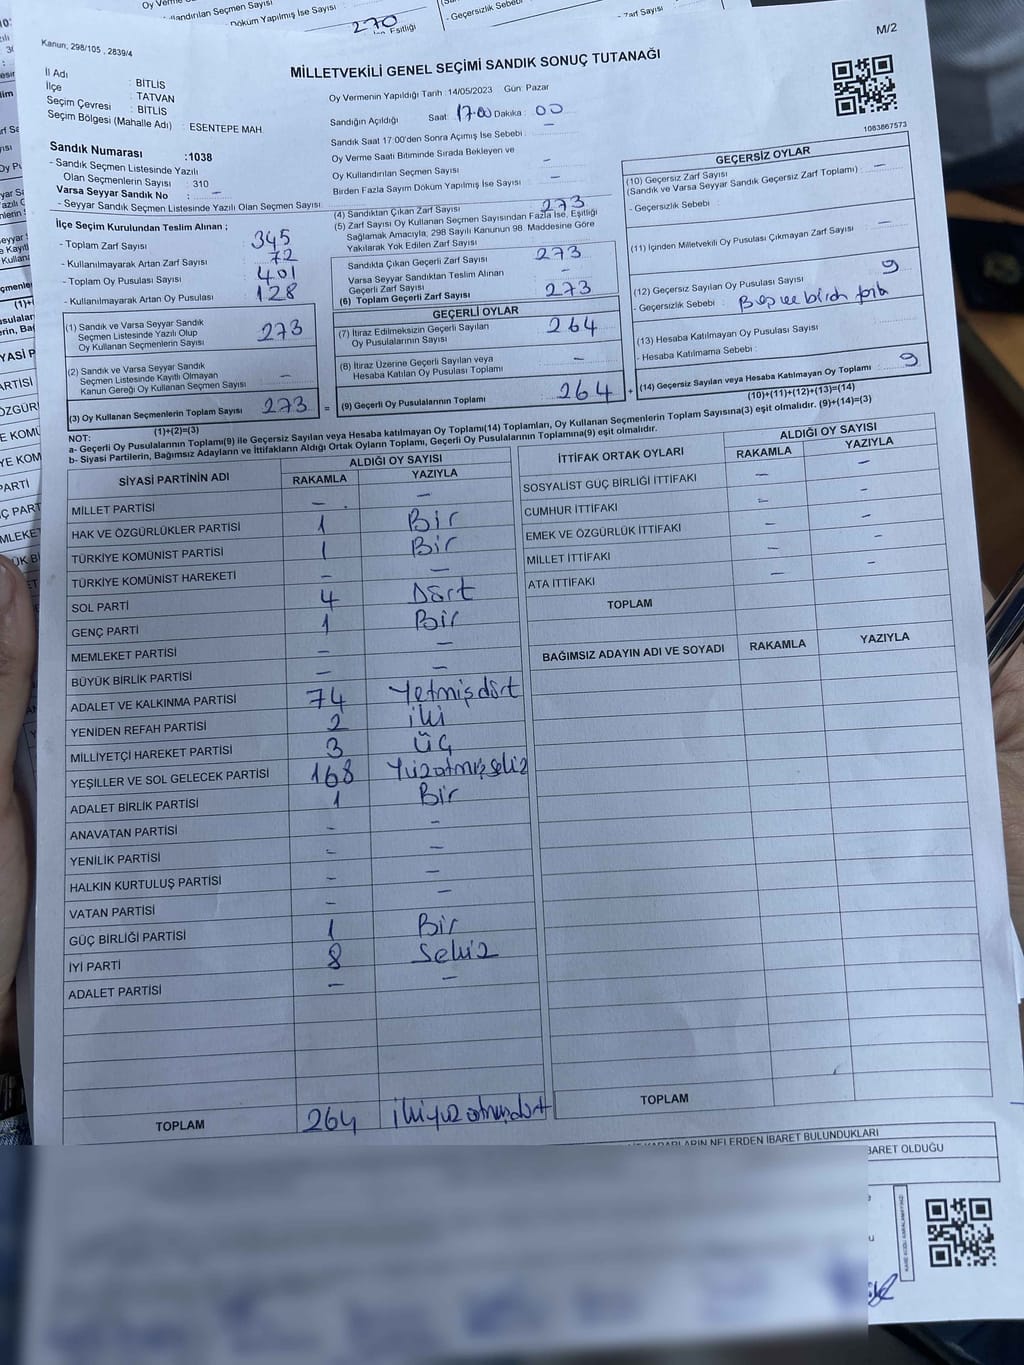 Kanun; 298/105 , 2839/4
M/2
MİLLETVEKİLİ GENEL SEÇİMİ SANDIK SONUÇ TUTANAĞI
İl Adı : BİTLİS
İlçe : TATVAN
Seçim Çevresi : BİTLİS
Seçim Bölgesi (Mahalle Adı) : ESENTEPE MAH.
Oy Vermenin Yapıldığı Tarih : 14/05/2023 Gün: Pazar
Sandığın Açıldığı Saat: 17:00 Dakika : 00
Sandık Saat 17:00'den Sonra Açımış İse Sebebi : -
Oy Verme Saati Bitiminde Sırada Bekleyen ve
Oy Kullandırılan Seçmen Sayısı : -
Birden Fazla Sayım Döküm Yapılmış İse Sayısı : -
1083867573
Sandık Numarası :1038
- Sandık Seçmen Listesinde Yazılı
Olan Seçmenlerin Sayısı : 310
Varsa Seyyar Sandık No : -
- Seyyar Sandık Seçmen Listesinde Yazılı Olan Seçmen Sayısı :
İlçe Seçim Kurulundan Teslim Alınan ;
- Toplam Zarf Sayısı : 345
- Kullanılmayarak Artan Zarf Sayısı : 72
- Toplam Oy Pusulası Sayısı : 401
- Kullanılmayarak Artan Oy Pusulası : 128
(1) Sandık ve Varsa Seyyar Sandık
Seçmen Listesinde Yazılı Olup
Oy Kullanan Seçmenlerin Sayısı 273
(2) Sandık ve Varsa Seyyar Sandık
Seçmen Listesinde Kayıtlı Olmayan
Kanun Gereği Oy Kullanan Seçmen Sayısı -
(3) Oy Kullanan Seçmenlerin Toplam Sayısı 273
(1)+(2)=(3)
(4) Sandıktan Çıkan Zarf Sayısı : 273
(5) Zarf Sayısı Oy Kullanan Seçmen Sayısından Fazla İse, Eşitliği
Sağlamak Amacıyla, 298 Sayılı Kanunun 98. Maddesine Göre
Yakılarak Yok Edilen Zarf Sayısı :
Sandıkta Çıkan Geçerli Zarf Sayısı : 273
Varsa Seyyar Sandıktan Teslim Alınan
Geçerli Zarf Sayısı : -
(6) Toplam Geçerli Zarf Sayısı : 273
GEÇERLİ OYLAR
(7) İtiraz Edilmeksizin Geçerli Sayılan
Oy Pusulalarının Sayısı : 264
(8) İtiraz Üzerine Geçerli Sayılan veya
Hesaba Katılan Oy Pusulası Toplamı : -
= (9) Geçerli Oy Pusulalarının Toplamı : 264
GEÇERSİZ OYLAR
(10) Geçersiz Zarf Sayısı : -
(Sandık ve Varsa Seyyar Sandık Geçersiz Zarf Toplamı)
- Geçersizlik Sebebi :
(11) İçinden Milletvekili Oy Pusulası Çıkmayan Zarf Sayısı : -
(12) Geçersiz Sayılan Oy Pusulası Sayısı : 9
- Geçersizlik Sebebi :
(13) Hesaba Katılmayan Oy Pusulası Sayısı :
- Hesaba Katılmama Sebebi :
+ (14) Geçersiz Sayılan veya Hesaba Katılmayan Oy Toplamı : 9
(10)+(11)+(12)+(13)=(14)
NOT:
a- Geçerli Oy Pusulalarının Toplamı(9) ile Geçersiz Sayılan veya Hesaba katılmayan Oy Toplamı(14) Toplamları, Oy Kullanan Seçmenlerin Toplam Sayısına(3) eşit olmalıdır. (9)+(14)=(3)
b- Siyasi Partilerin, Bağımsız Adayların ve İttifakların Aldığı Ortak Oyların Toplamı, Geçerli Oy Pusulalarının Toplamına(9) eşit olmalıdır.
SİYASİ PARTİNİN ADI
ALDIĞI OY SAYISI
RAKAMLA YAZIYLA
MİLLET PARTİSİ - -
HAK VE ÖZGÜRLÜKLER PARTİSİ 1 Bir
TÜRKİYE KOMÜNİST PARTİSİ 1 Bir
TÜRKİYE KOMÜNİST HAREKETİ - -
SOL PARTİ 4 Dört
GENÇ PARTİ 1 Bir
MEMLEKET PARTİSİ - -
BÜYÜK BİRLİK PARTİSİ - -
ADALET VE KALKINMA PARTİSİ 74 Yetmişdört
YENİDEN REFAH PARTİSİ 2 iki
MİLLİYETÇİ HAREKET PARTİSİ 3 üç
YEŞİLLER VE SOL GELECEK PARTİSİ 168 Yüzatmışsekiz
ADALET BİRLİK PARTİSİ 1 Bir
ANAVATAN PARTİSİ - -
YENİLİK PARTİSİ - -
HALKIN KURTULUŞ PARTİSİ - -
VATAN PARTİSİ - -
GÜÇ BİRLİĞİ PARTİSİ 1 Bir
İYİ PARTİ 8 Sekiz
ADALET PARTİSİ - -
TOPLAM 264 ikiyüzatmışdört
İTTİFAK ORTAK OYLARI
ALDIĞI OY SAYISI
RAKAMLA YAZIYLA
SOSYALİST GÜÇ BİRLİĞİ İTTİFAKI - -
CUMHUR İTTİFAKI - -
EMEK VE ÖZGÜRLÜK İTTİFAKI - -
MİLLET İTTİFAKI - -
ATA İTTİFAKI - -
TOPLAM
BAĞIMSIZ ADAYIN ADI VE SOYADI RAKAMLA YAZIYLA
TOPLAM
KARARLARIN NELERDEN İBARET BULUNDUKLARI
BARET OLDUĞU